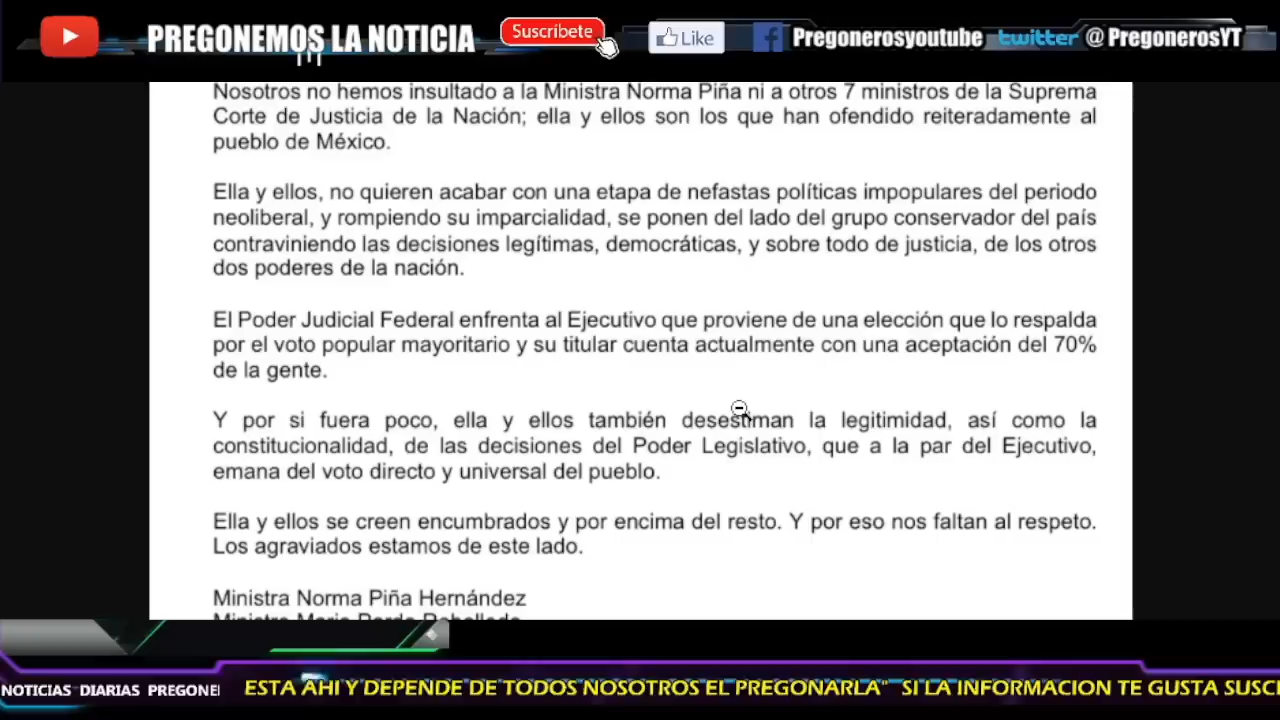 PREGONEMOS LA NOTICIA
Suscríbete
Like
Pregonerosyoutube
twitter @PregonerosYT
Nosotros no hemos insultado a la Ministra Norma Piña ni a otros 7 ministros de la Suprema
Corte de Justicia de la Nación; ella y ellos son los que han ofendido reiteradamente al
pueblo de México.
Ella y ellos, no quieren acabar con una etapa de nefastas políticas impopulares del periodo
neoliberal, y rompiendo su imparcialidad, se ponen del lado del grupo conservador del país
contraviniendo las decisiones legítimas, democráticas, y sobre todo de justicia, de los otros
dos poderes de la nación.
El Poder Judicial Federal enfrenta al Ejecutivo que proviene de una elección que lo respalda
por el voto popular mayoritario y su titular cuenta actualmente con una aceptación del 70%
de la gente.
Y por si fuera poco, ella y ellos también desestiman la legitimidad, así como la
constitucionalidad, de las decisiones del Poder Legislativo, que a la par del Ejecutivo,
emana del voto directo y universal del pueblo.
Ella y ellos se creen encumbrados y por encima del resto. Y por eso nos faltan al respeto.
Los agraviados estamos de este lado.
Ministra Norma Piña Hernández
NOTICIAS DIARIAS PREGONE
ESTA AHI Y DEPENDE DE TODOS NOSOTROS EL PREGONARLA" SI LA INFORMACION TE GUSTA SUSC